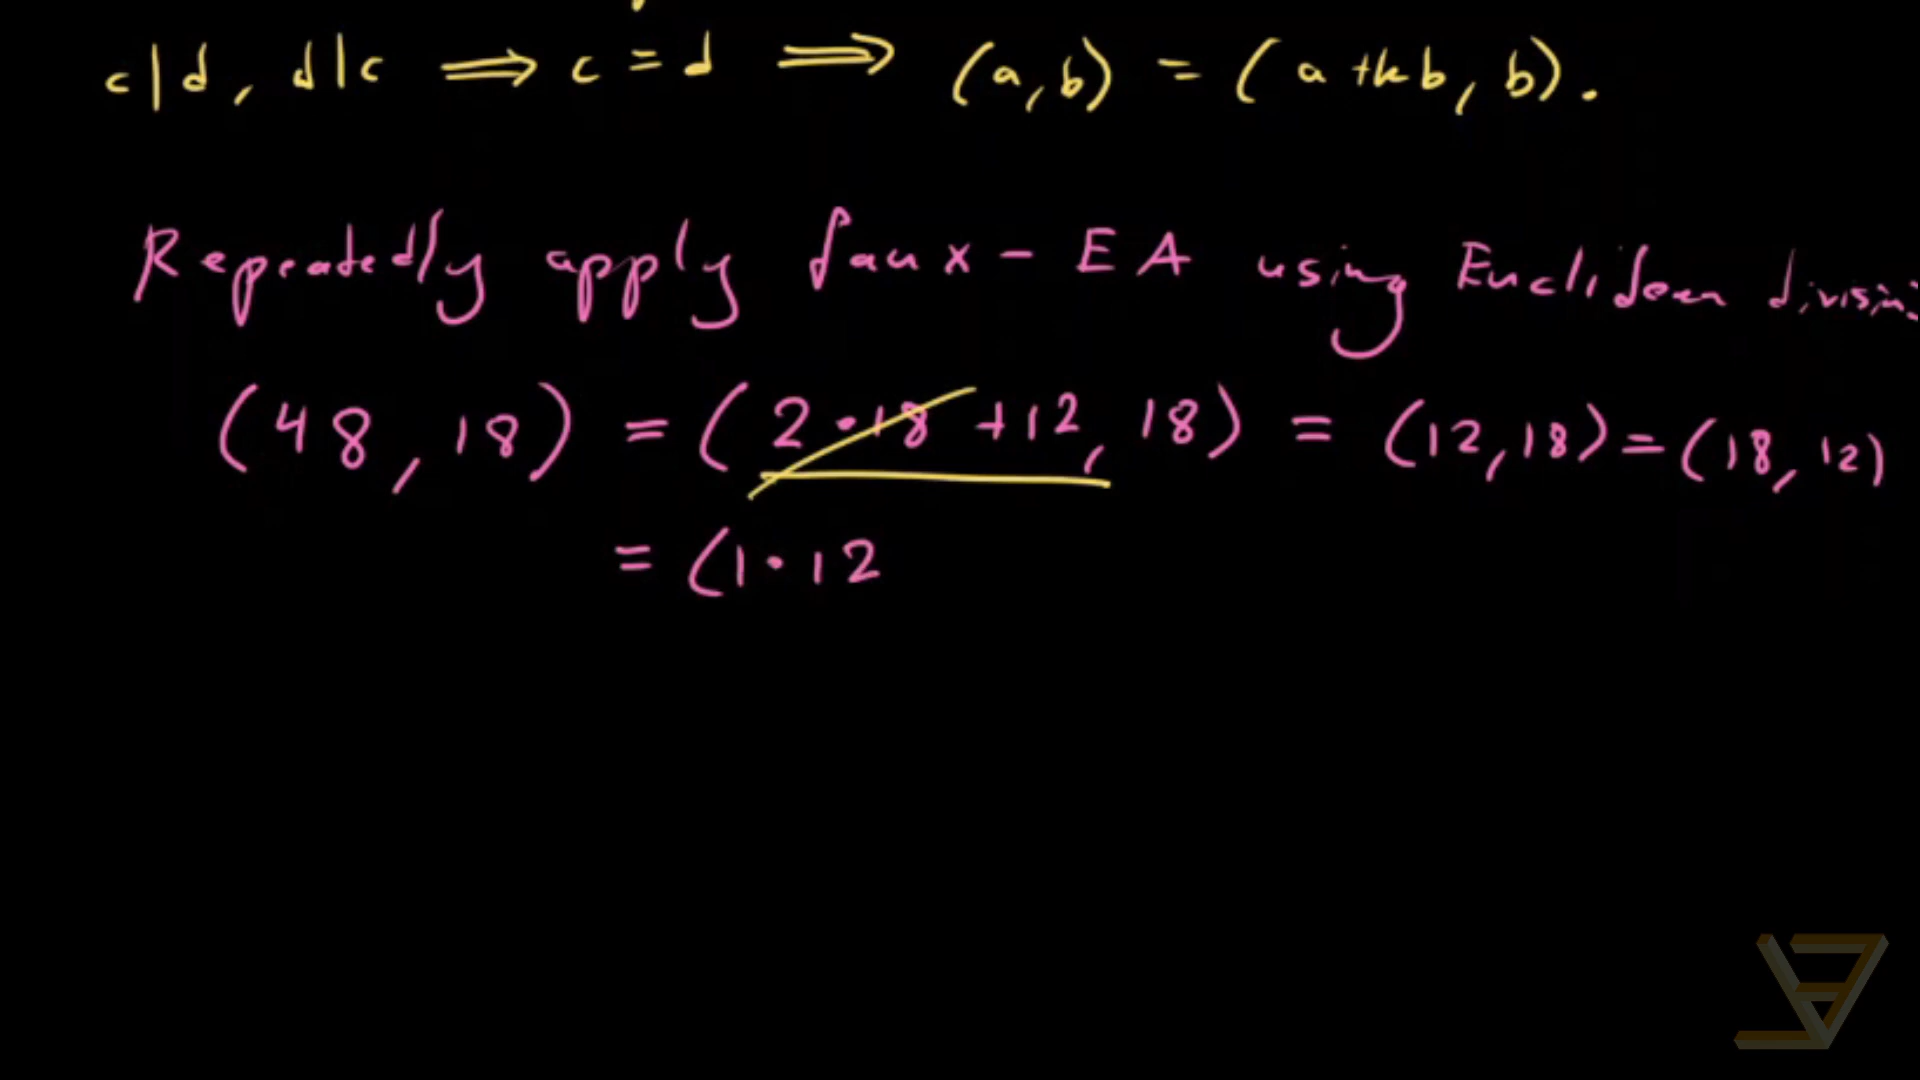 c|d, d|c ⟹ c = d ⟹ (a, b) = (a + kb, b).
Repeatedly apply faux-EA using Euclidean division
(48, 18) = (2·18 + 12, 18) = (12, 18) = (18, 12)
= (1·12